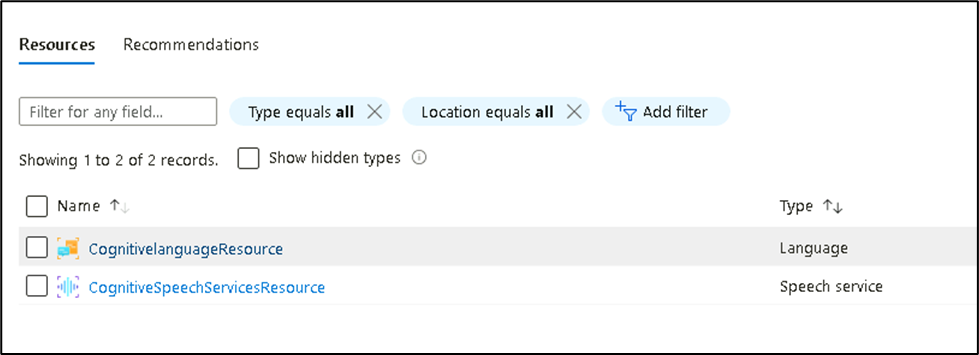 Resources Recommendations
Filter for any field... Type equals all Location equals all Add filter
Showing 1 to 2 of 2 records. Show hidden types
Name Type
CognitivelanguageResource Language
CognitiveSpeechServicesResource Speech service